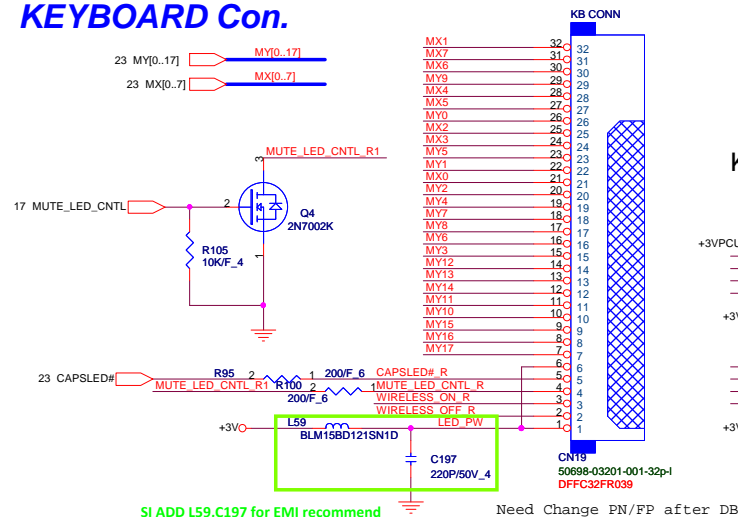 KEYBOARD Con.
KB CONN
23 MY[0..17] MY[0..17]
23 MX[0..7] MX[0..7]
MX1 32 32
MX7 31 31
MX6 30 30
MY9 29 29
MX4 28 28
MX5 27 27
MY0 26 26
MX2 25 25
MX3 24 24
MY5 23 23
MY1 22 22
MX0 21 21
MY2 20 20
MY4 19 19
MY7 18 18
MY8 17 17
MY6 16 16
MY3 15 15
MY12 14 14
MY13 13 13
MY14 12 12
MY11 11 11
MY10 10 10
MY15 9 9
MY16 8 8
MY17 7 7
6 6
CAPSLED#_R 5 5
MUTE_LED_CNTL_R 4 4
WIRELESS_ON_R 3 3
WIRELESS_OFF_R 2 2
LED_PW 1 1
MUTE_LED_CNTL_R1
3
17 MUTE_LED_CNTL 2
Q4
2N7002K
1
R105
10K/F_4
K
+3VPCU
+3V
+3V
23 CAPSLED# R95 2 1 200/F_6
MUTE_LED_CNTL_R1 R100 2 1
200/F_6
+3V L59
BLM15BD121SN1D
C197
220P/50V_4
CN19
50698-03201-001-32p-l
DFFC32FR039
SI ADD L59.C197 for EMI recommend
Need Change PN/FP after DB